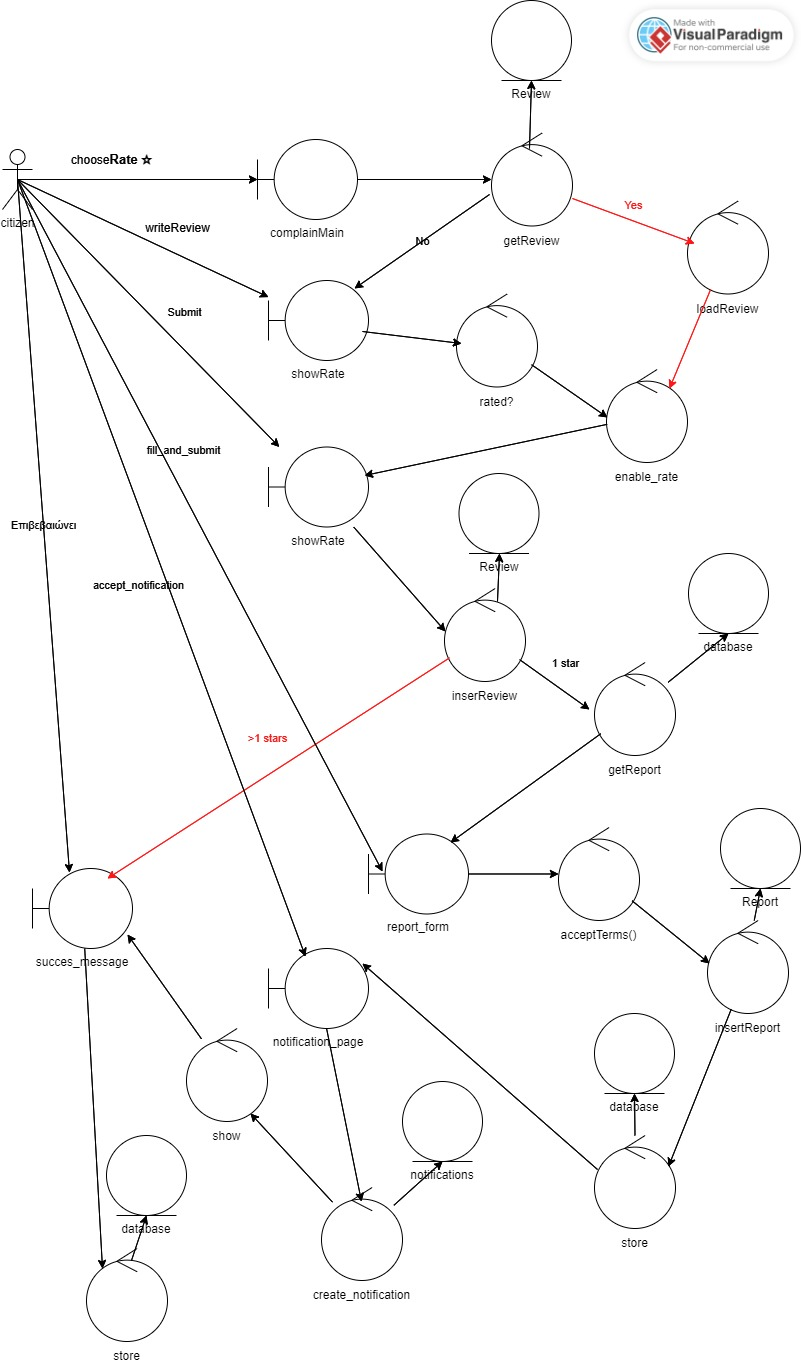 Made with
VisualParadigm
For non-commercial use
Review
chooseRate ☆
citizen
complainMain
getReview
Yes
writeReview
No
loadReview
Submit
showRate
rated?
fill_and_submit
enable_rate
Επιβεβαιώνει
showRate
Review
accept_notification
database
1 star
inserReview
>1 stars
getReport
Report
report_form
acceptTerms()
succes_message
insertReport
notification_page
database
show
notifications
database
store
create_notification
store